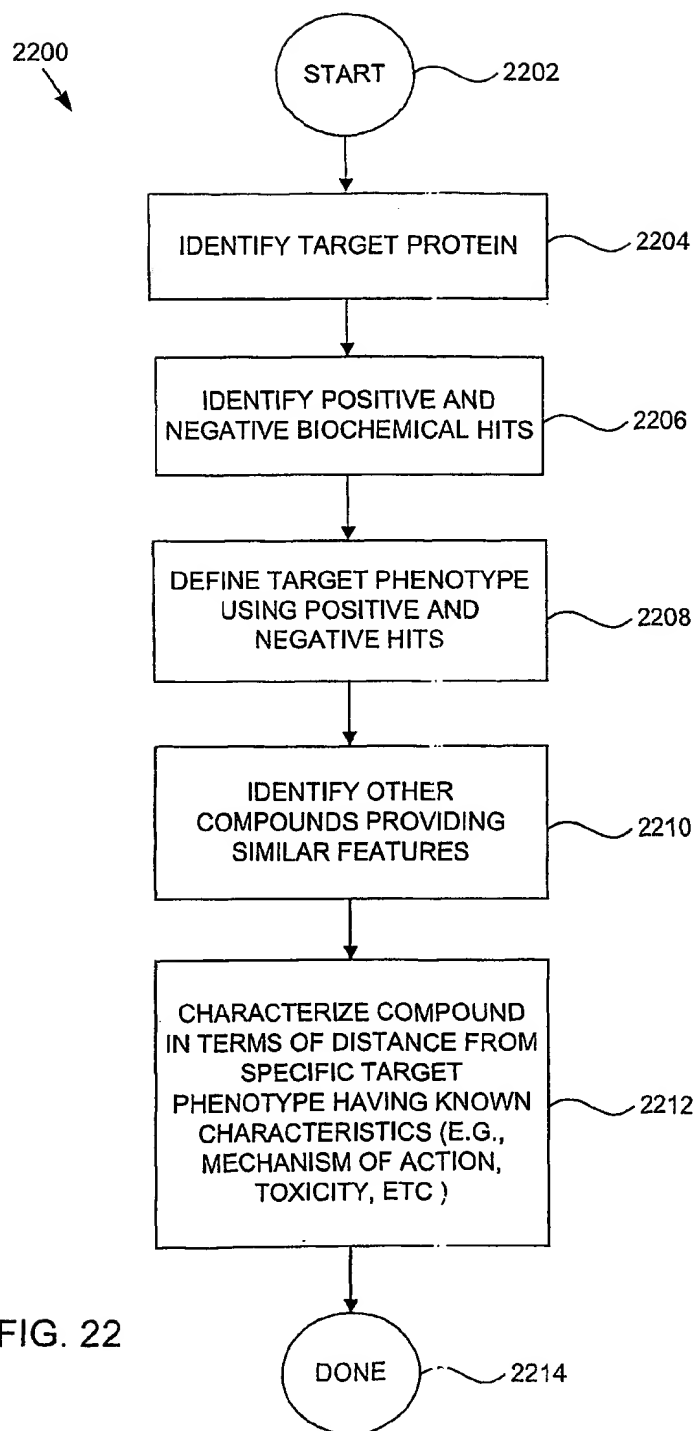 2200
START
2202
IDENTIFY TARGET PROTEIN
2204
IDENTIFY POSITIVE AND
NEGATIVE BIOCHEMICAL HITS
2206
DEFINE TARGET PHENOTYPE
USING POSITIVE AND
NEGATIVE HITS
2208
IDENTIFY OTHER
COMPOUNDS PROVIDING
SIMILAR FEATURES
2210
CHARACTERIZE COMPOUND
IN TERMS OF DISTANCE FROM
SPECIFIC TARGET
PHENOTYPE HAVING KNOWN
CHARACTERISTICS (E.G.,
MECHANISM OF ACTION,
TOXICITY, ETC )
2212
FIG. 22
DONE
2214